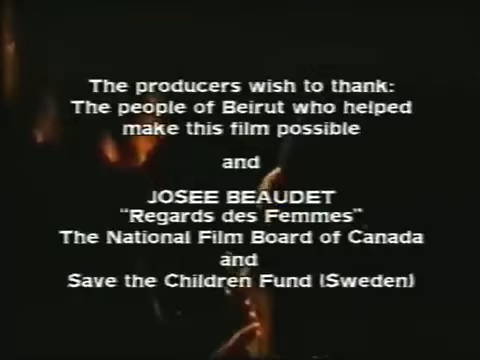 The producers wish to thank:
The people of Beirut who helped
make this film possible
and
JOSEE BEAUDET
“Regards des Femmes”
The National Film Board of Canada
and
Save the Children Fund (Sweden)